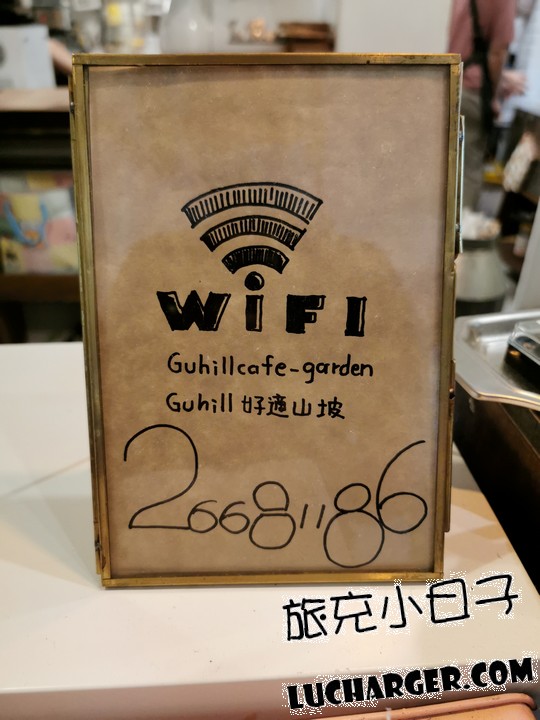 WiFi
Guhillcafe-garden
Guhill 好適山坡
26681186
旅充小日子
LUCHARGER.COM